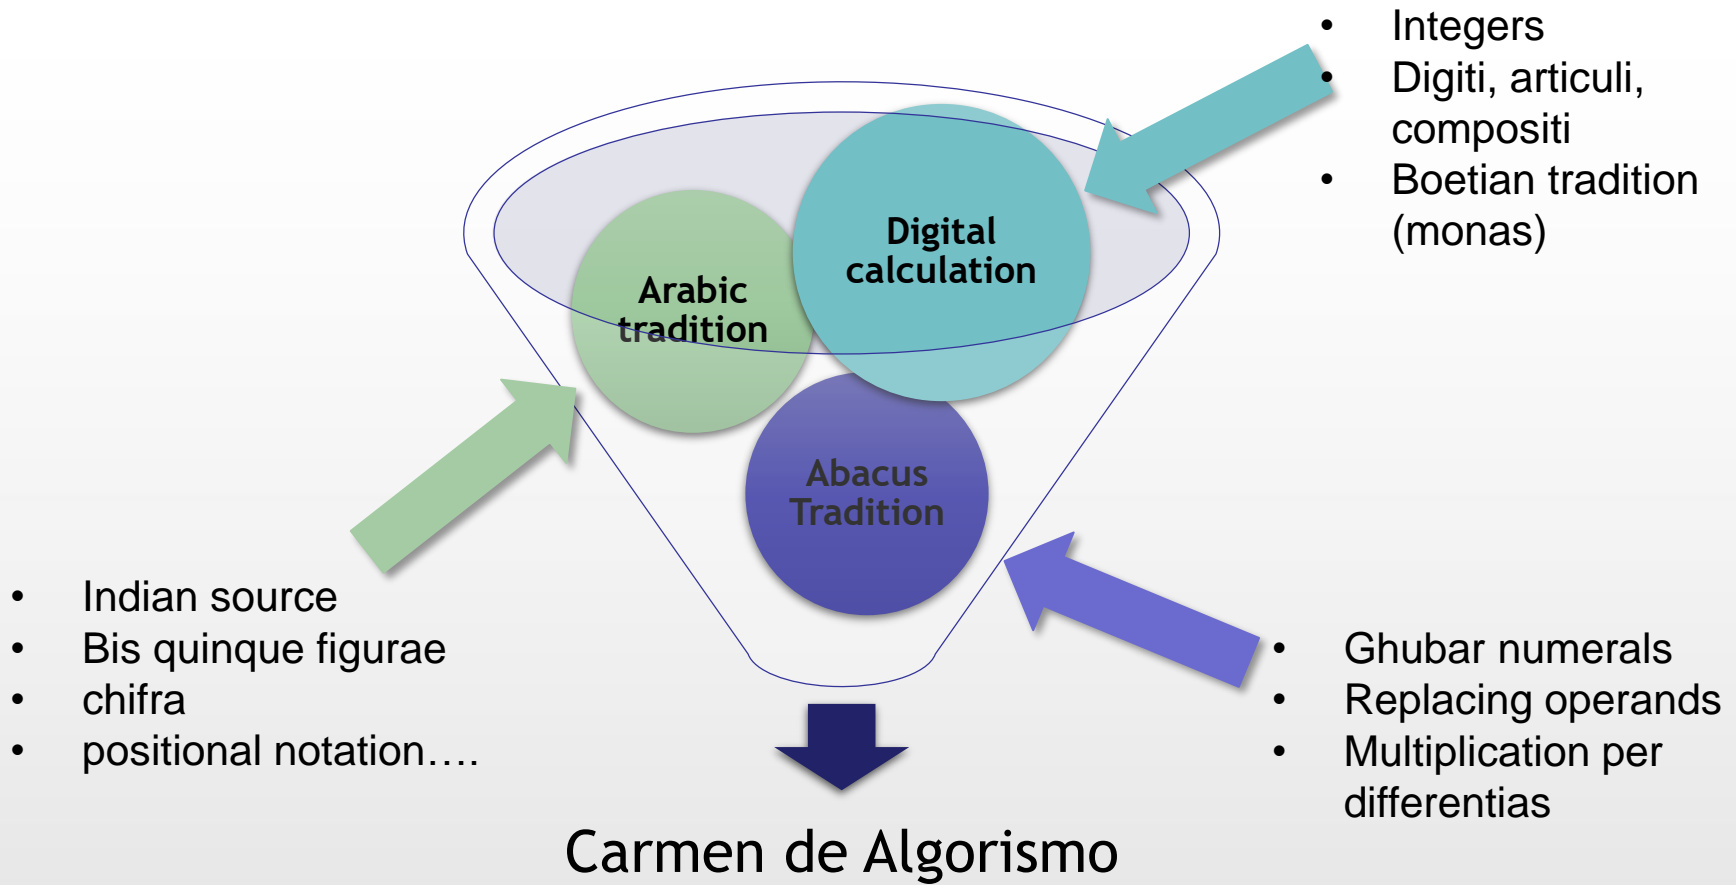 • Integers
• Digiti, articuli,
compositi
• Boetian tradition
(monas)
Digital
calculation
Arabic
tradition
Abacus
Tradition
• Indian source
• Bis quinque figurae
• chifra
• positional notation….
• Ghubar numerals
• Replacing operands
• Multiplication per
differentias
Carmen de Algorismo